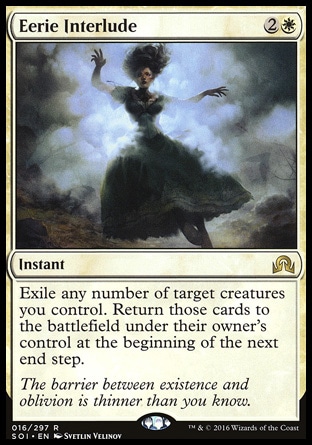 Eerie Interlude 2
Instant
Exile any number of target creatures
you control. Return those cards to
the battlefield under their owner's
control at the beginning of the next
end step.
The barrier between existence and
oblivion is thinner than you know.
016/297 R
SOI • EN Svetlin Velinov
™ & © 2016 Wizards of the Coast